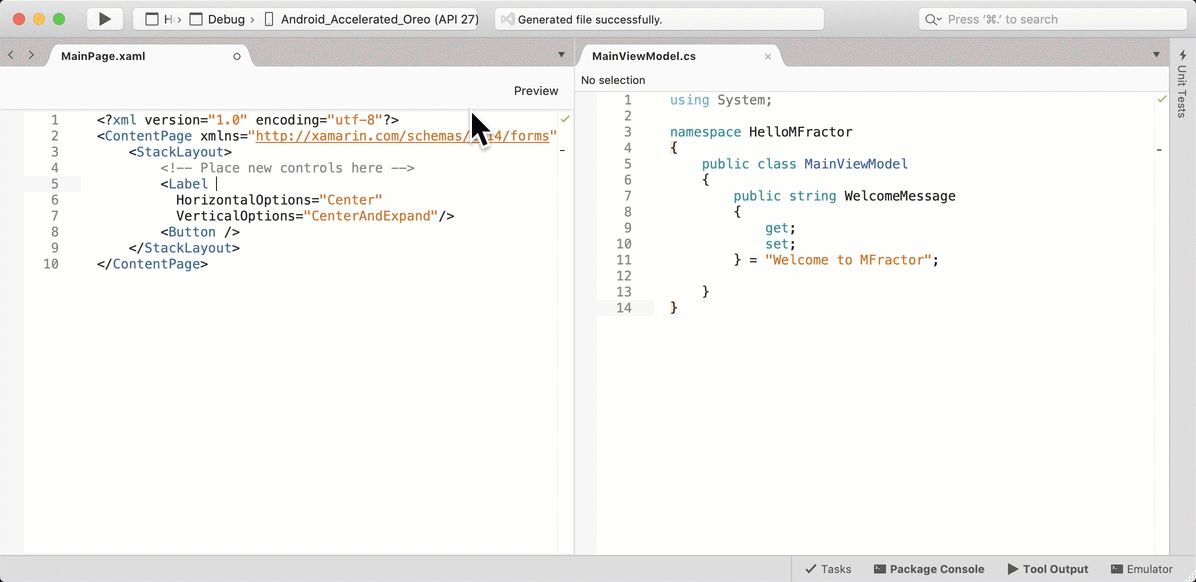 H › Debug › Android_Accelerated_Oreo (API 27)
Generated file successfully.
Press ‘⌘.’ to search
MainPage.xaml
Preview
1 <?xml version="1.0" encoding="utf-8"?>
2 <ContentPage xmlns="http://xamarin.com/schemas/ 14/forms"
3 <StackLayout>
4 <!-- Place new controls here -->
5 <Label
6 HorizontalOptions="Center"
7 VerticalOptions="CenterAndExpand"/>
8 <Button />
9 </StackLayout>
10 </ContentPage>
MainViewModel.cs ×
No selection
1 using System;
2
3 namespace HelloMFractor
4 {
5 public class MainViewModel
6 {
7 public string WelcomeMessage
8 {
9 get;
10 set;
11 } = "Welcome to MFractor";
12
13 }
14 }
Unit Tests
Tasks
Package Console
Tool Output
Emulator